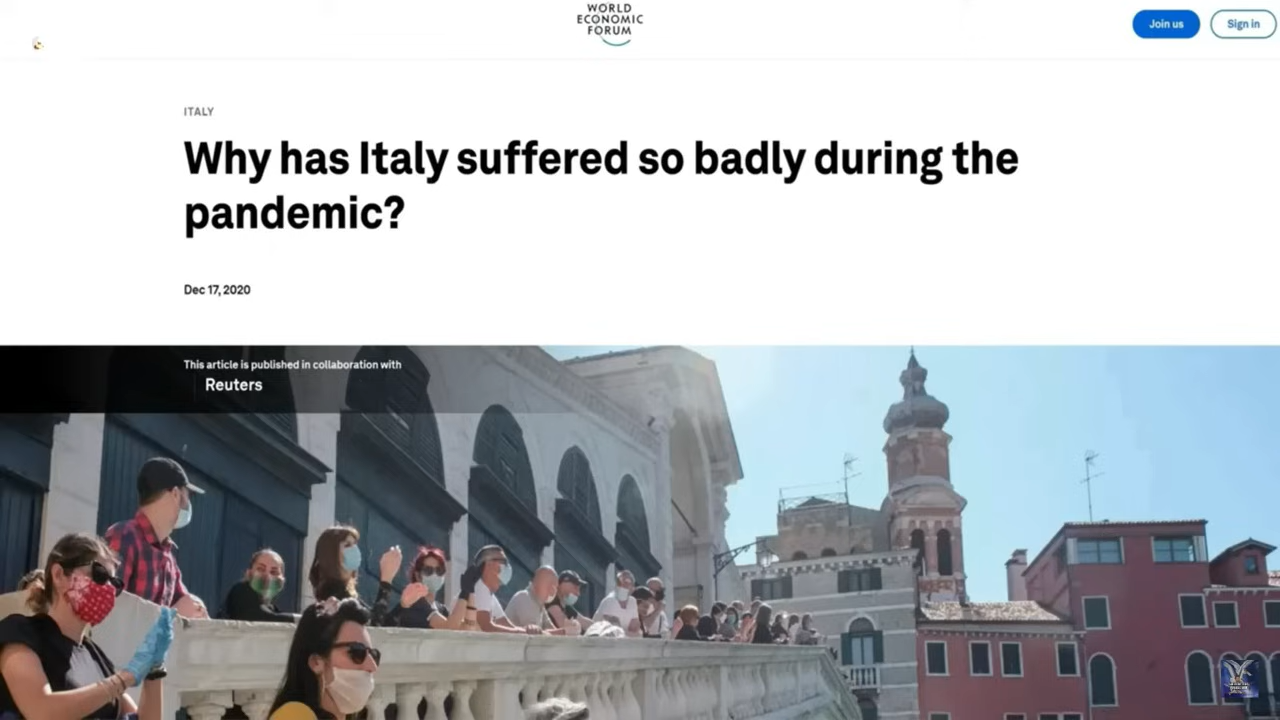 WORLD
ECONOMIC
FORUM
Join us
Sign in
ITALY
Why has Italy suffered so badly during the
pandemic?
Dec 17, 2020
This article is published in collaboration with
Reuters